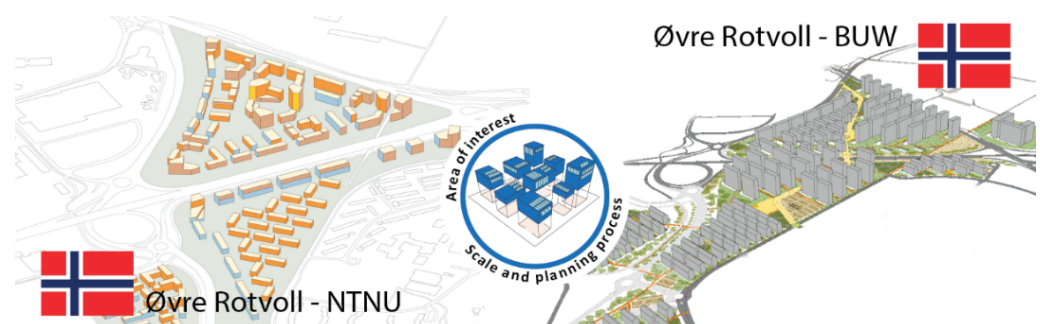 Øvre Rotvoll - BUW
Area of interest
Scale and planning process
Øvre Rotvoll - NTNU